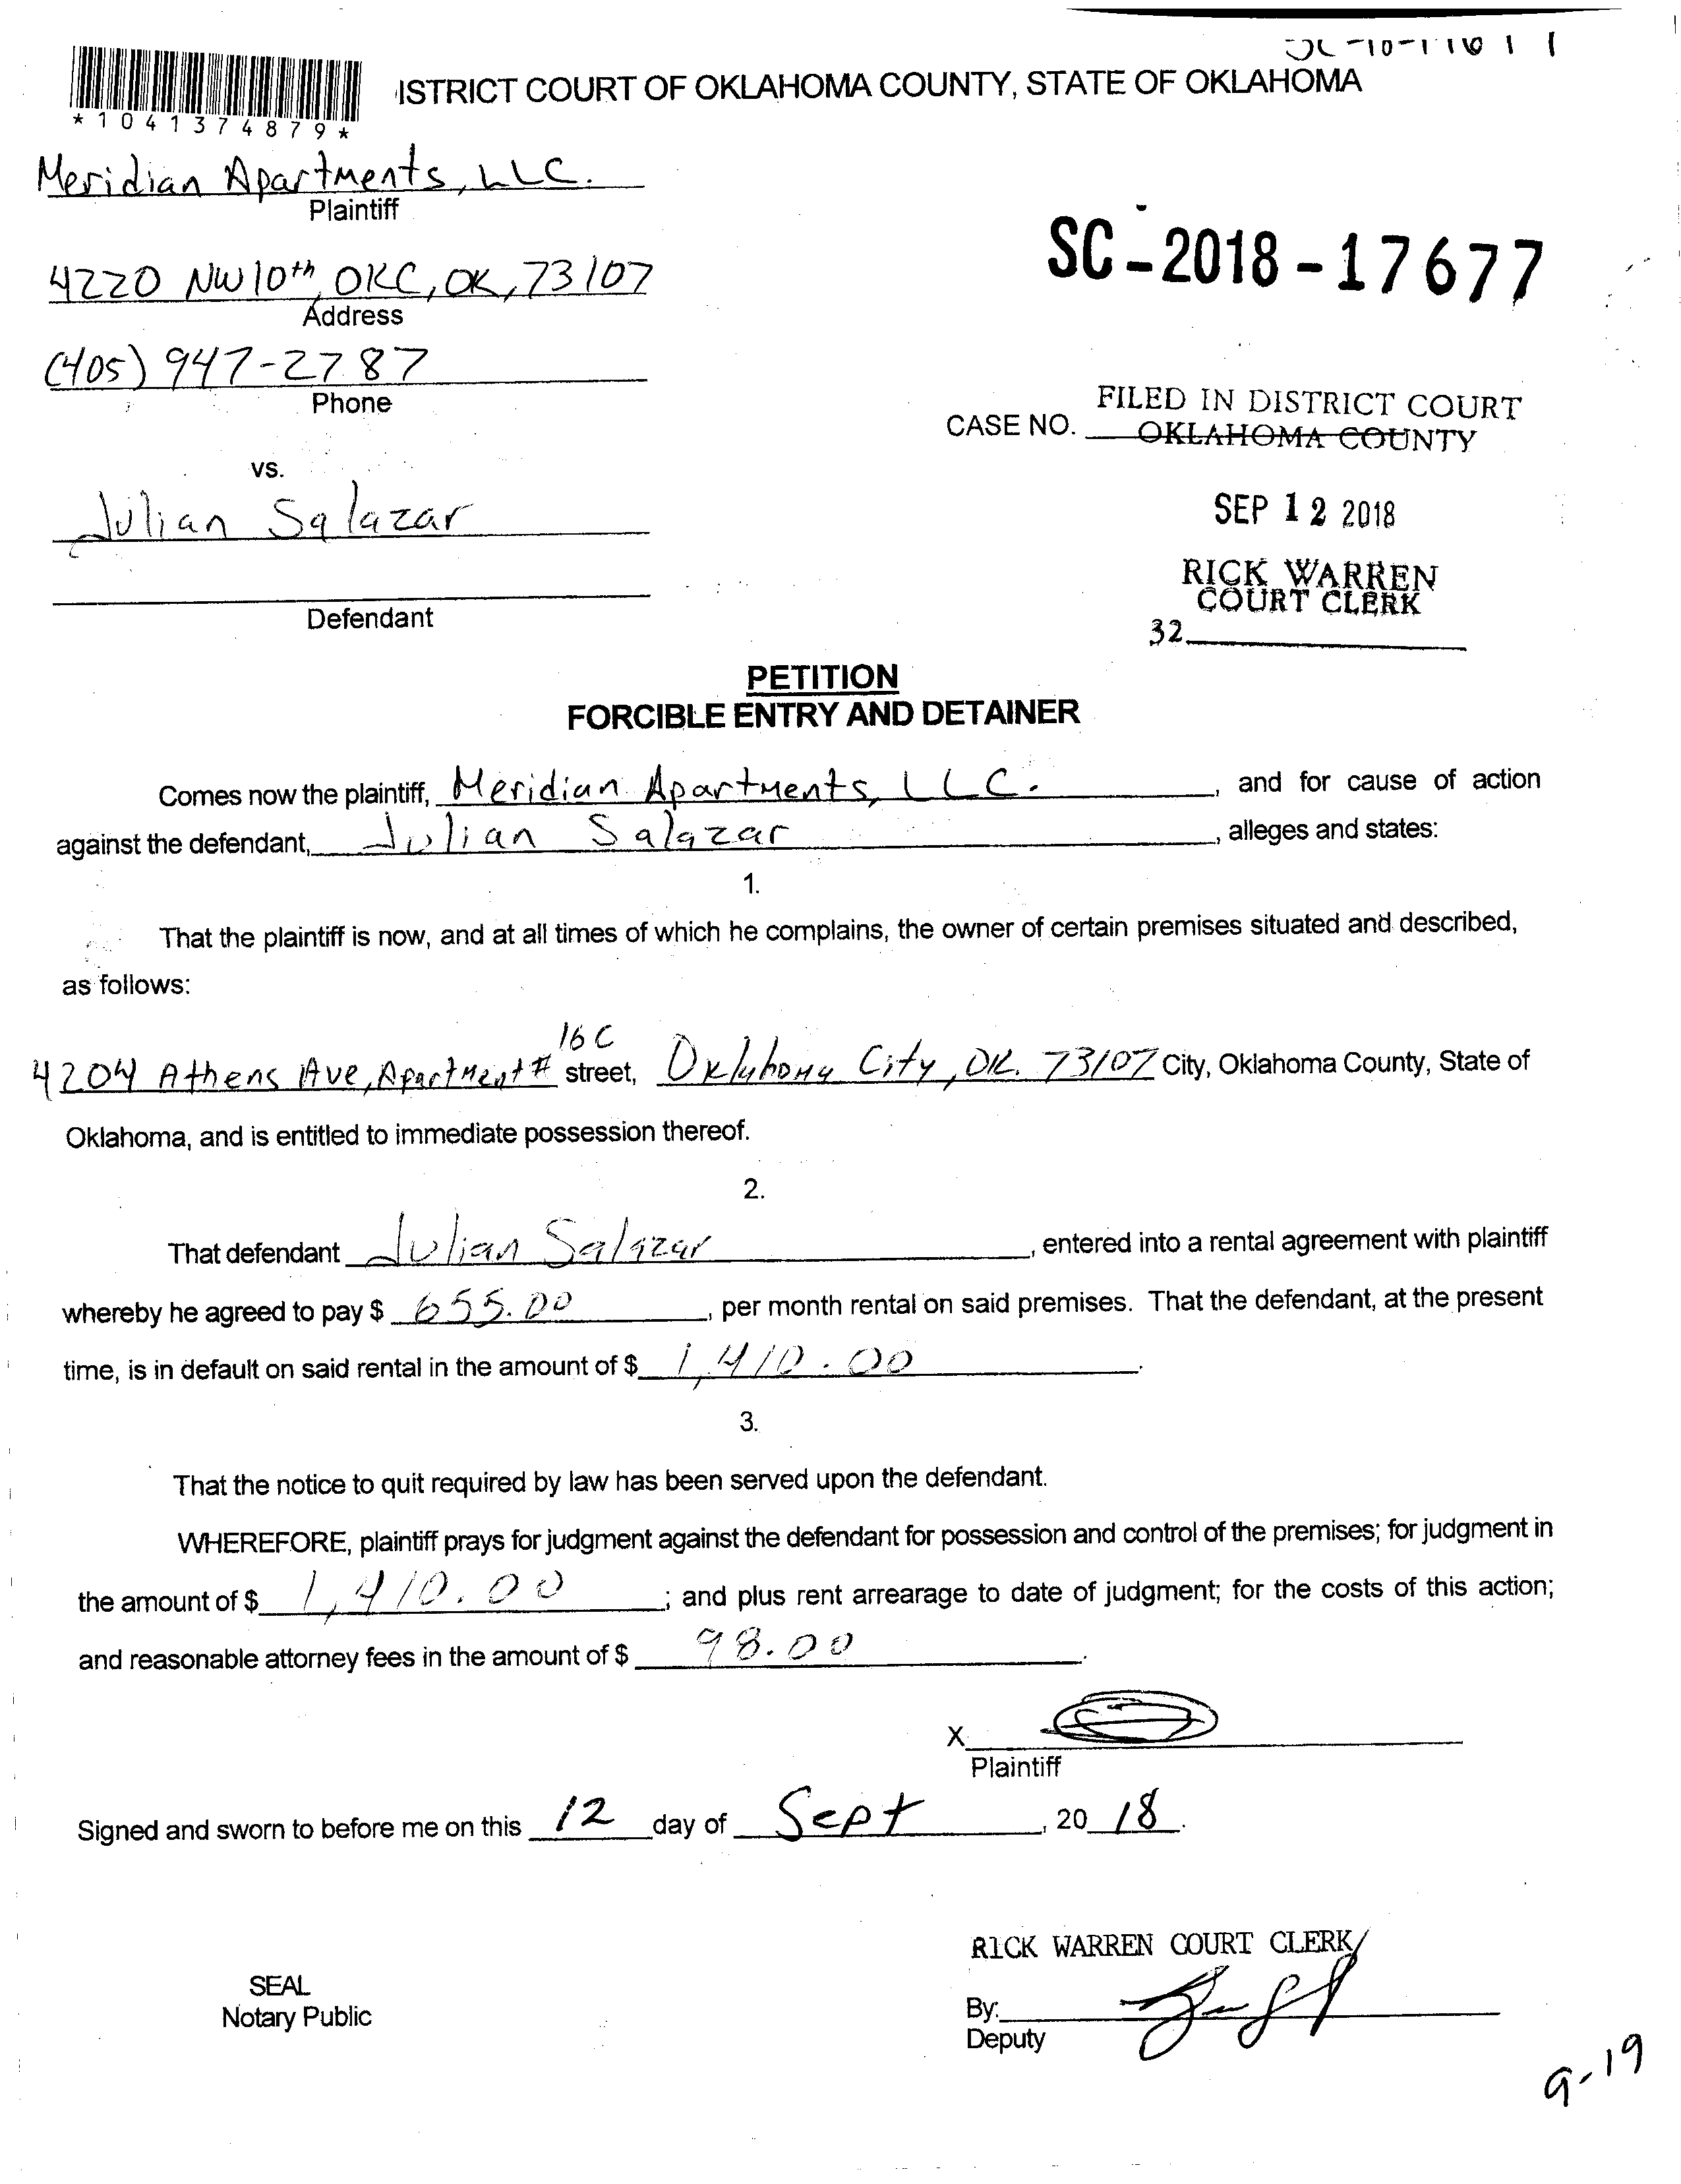 ISTRICT COURT OF OKLAHOMA COUNTY, STATE OF OKLAHOMA
*1041374879*
Meridian Apartments, LLC.
Plaintiff
SC-2018-17677
4220 NW 10th, OKC, OK, 73107
Address
(405) 947-2787
Phone
FILED IN DISTRICT COURT
CASE NO. OKLAHOMA COUNTY
vs.
Julian Salazar
SEP 12 2018
RICK WARREN
COURT CLERK
Defendant
32
PETITION
FORCIBLE ENTRY AND DETAINER
Comes now the plaintiff, Meridian Apartments, LLC. , and for cause of action
against the defendant, Julian Salazar , alleges and states:
1.
That the plaintiff is now, and at all times of which he complains, the owner of certain premises situated and described,
as follows:
16C
4204 Athens Ave, Apartment # street, Oklahoma City, OK. 73107 City, Oklahoma County, State of
Oklahoma, and is entitled to immediate possession thereof.
2.
That defendant Julian Salazar , entered into a rental agreement with plaintiff
whereby he agreed to pay $ 655.00 , per month rental on said premises. That the defendant, at the present
time, is in default on said rental in the amount of $ 1,410.00 .
3.
That the notice to quit required by law has been served upon the defendant.
WHEREFORE, plaintiff prays for judgment against the defendant for possession and control of the premises; for judgment in
the amount of $ 1,410.00 ; and plus rent arrearage to date of judgment; for the costs of this action;
and reasonable attorney fees in the amount of $ 98.00 .
X
Plaintiff
Signed and sworn to before me on this 12 day of Sept , 20 18 .
RICK WARREN COURT CLERK
SEAL
Notary Public
By:
Deputy
9-19